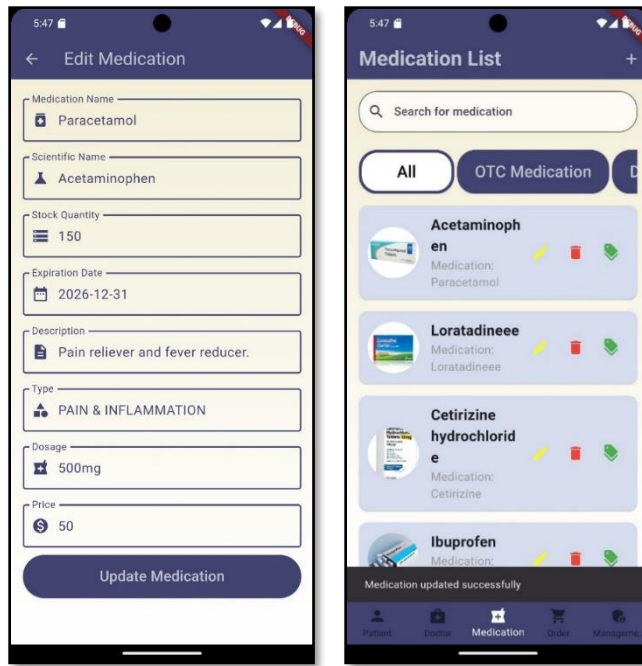 5:47
Edit Medication
Medication Name
Paracetamol
Scientific Name
Acetaminophen
Stock Quantity
150
Expiration Date
2026-12-31
Description
Pain reliever and fever reducer.
Type
PAIN & INFLAMMATION
Dosage
500mg
Price
50
Update Medication
5:47
Medication List
Search for medication
All
OTC Medication
D
Acetaminoph
en
Medication:
Paracetamol
Loratadineee
Medication:
Loratadineee
Cetirizine
hydrochlorid
e
Medication:
Cetirizine
Ibuprofen
Medication:
Medication updated successfully
Patient
Doctor
Medication
Order
Manageme...